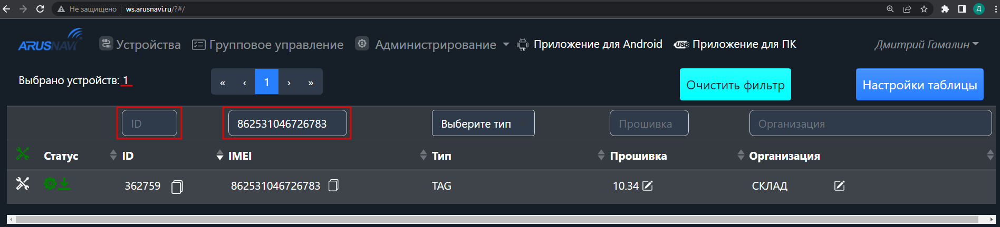 Не защищено | ws.arusnavi.ru/?#/
Д
ARUSNAVI Устройства Групповое управление Администрирование Приложение для Android USB Приложение для ПК Дмитрий Гамалин
Выбрано устройств: 1 « ‹ 1 › » Очистить фильтр Настройки таблицы
ID 862531046726783 Выберите тип Прошивка Организация
Статус ID IMEI Тип Прошивка Организация
362759 862531046726783 TAG 10.34 СКЛАД